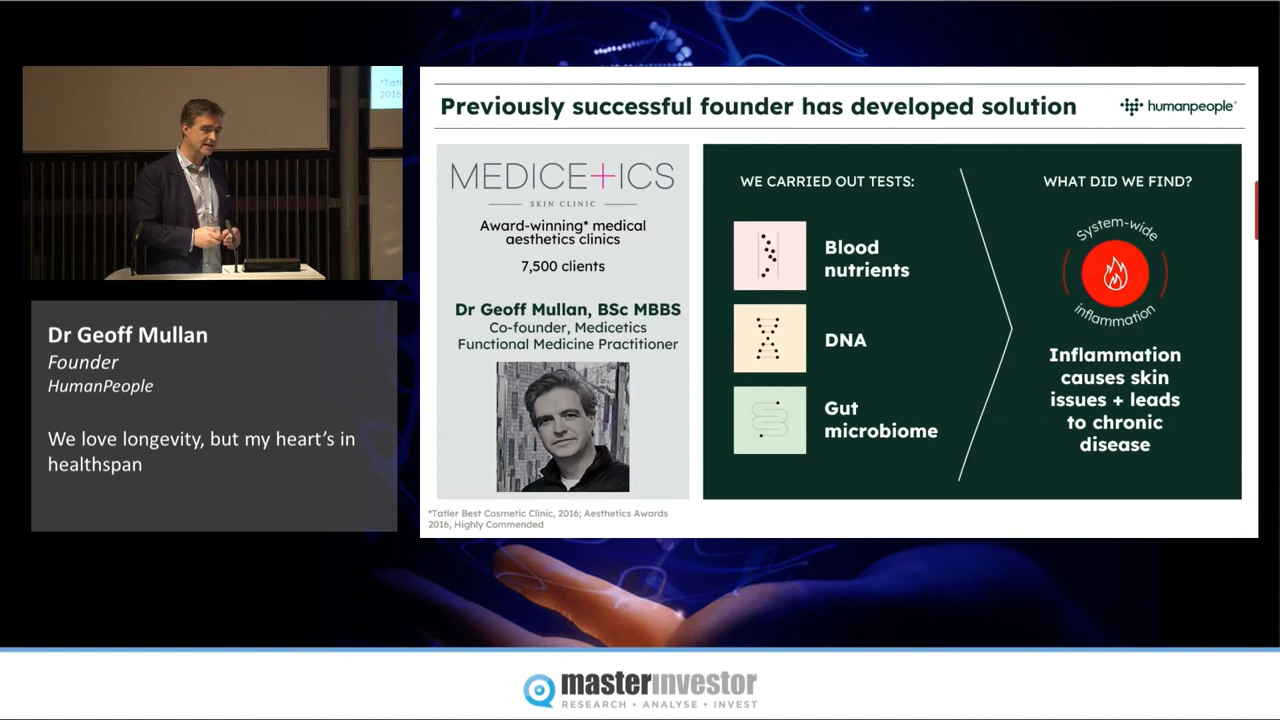 *Tatl
2016
Dr Geoff Mullan
Founder
HumanPeople
We love longevity, but my heart's in
healthspan
Previously successful founder has developed solution
humanpeople
MEDICETICS
SKIN CLINIC
Award-winning* medical
aesthetics clinics
7,500 clients
Dr Geoff Mullan, BSc MBBS
Co-founder, Medicetics
Functional Medicine Practitioner
WE CARRIED OUT TESTS:
Blood
nutrients
DNA
Gut
microbiome
WHAT DID WE FIND?
System-wide
inflammation
Inflammation
causes skin
issues + leads
to chronic
disease
*Tatler Best Cosmetic Clinic, 2016; Aesthetics Awards
2016, Highly Commended
masterinvestor
RESEARCH • ANALYSE • INVEST